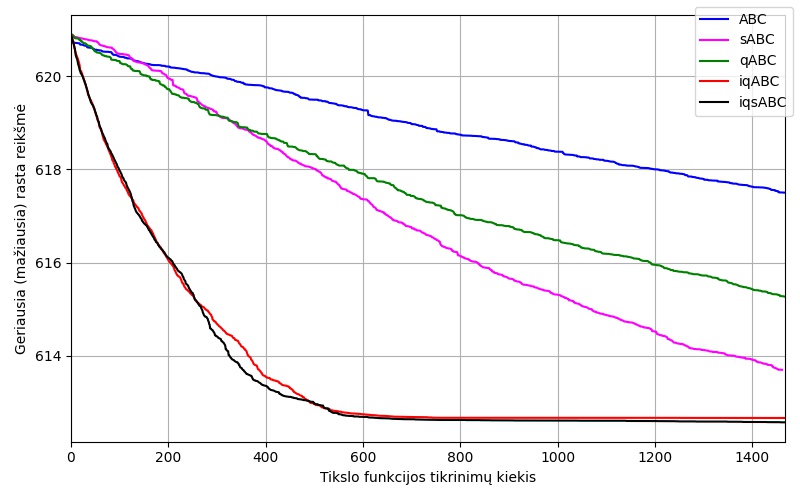 ABC
sABC
qABC
iqABC
iqsABC
Geriausia (mažiausia) rasta reikšmė
620
618
616
614
0 200 400 600 800 1000 1200 1400
Tikslo funkcijos tikrinimų kiekis